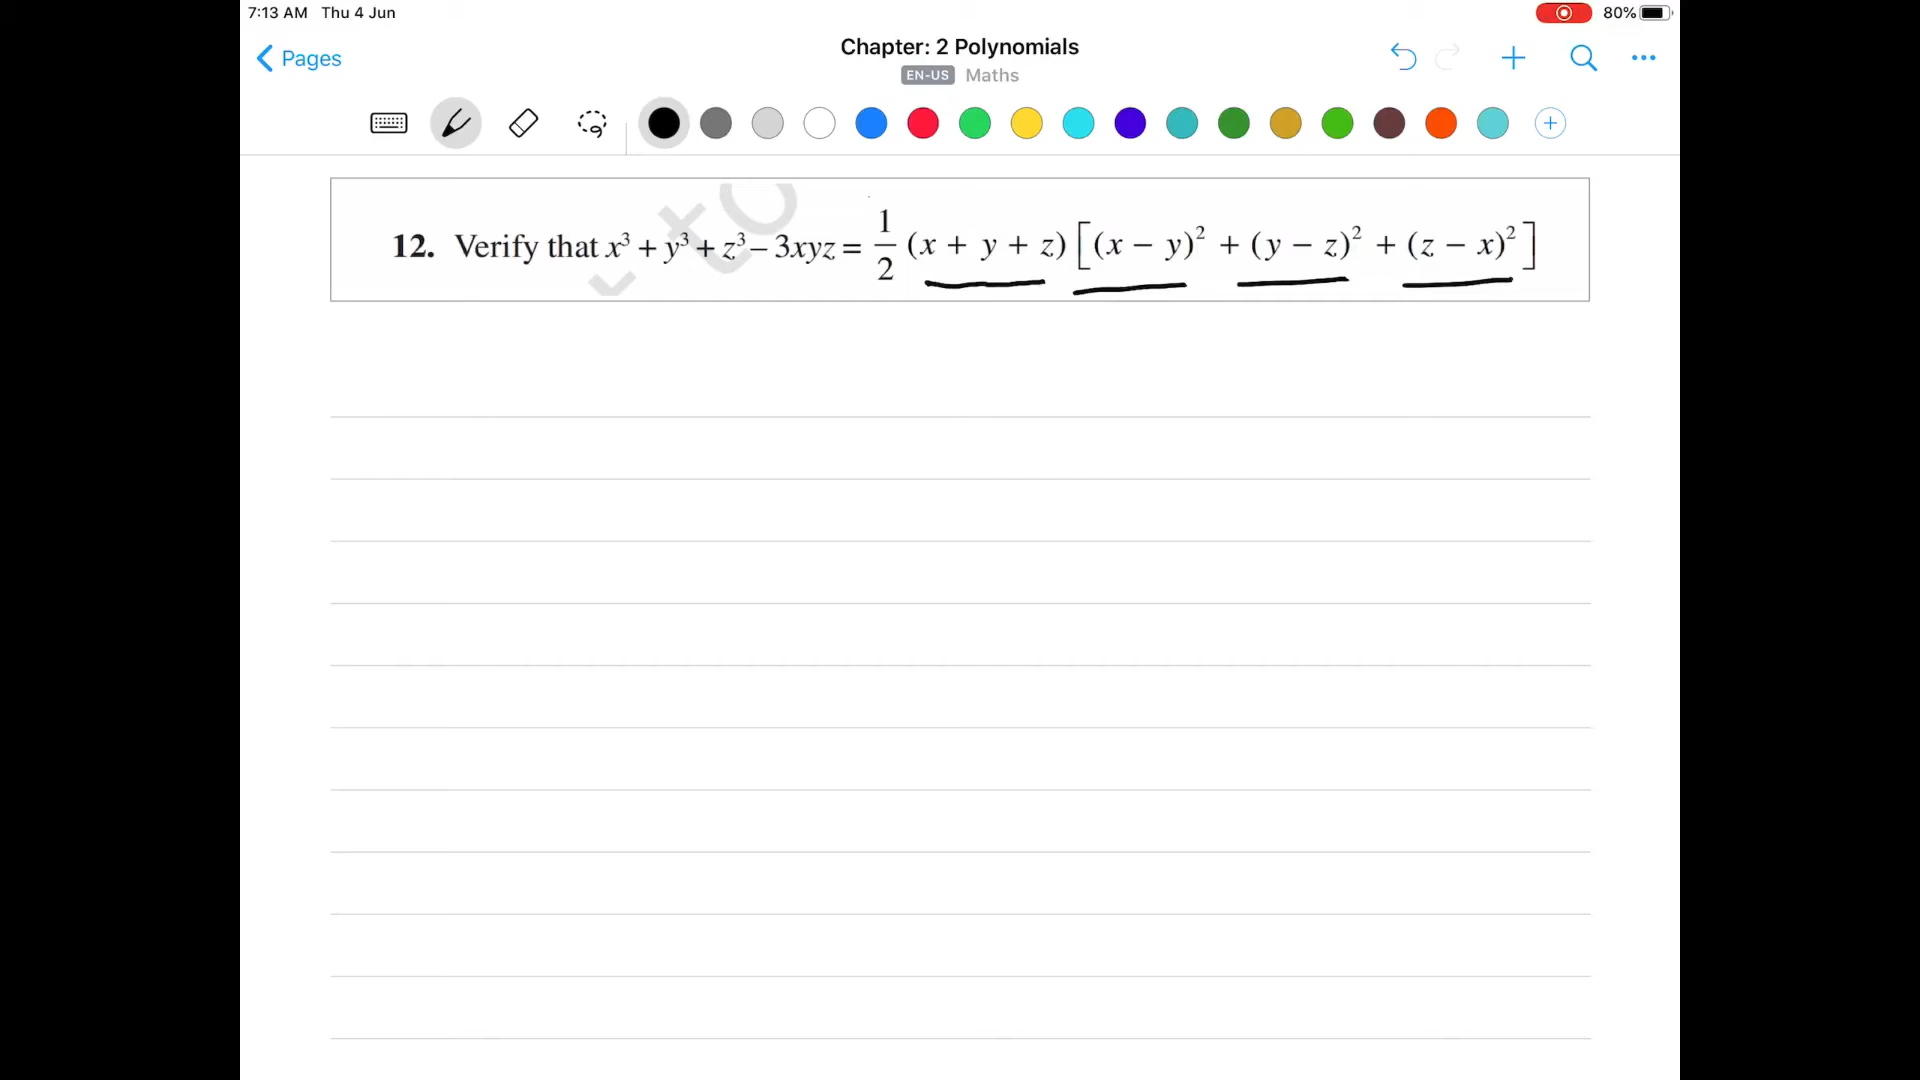 7:13 AM Thu 4 Jun
80%
Pages
Chapter: 2 Polynomials
EN-US Maths
12. Verify that x³ + y³ + z³ – 3xyz = 1/2 (x + y + z) [(x − y)² + (y − z)² + (z − x)²]
t to